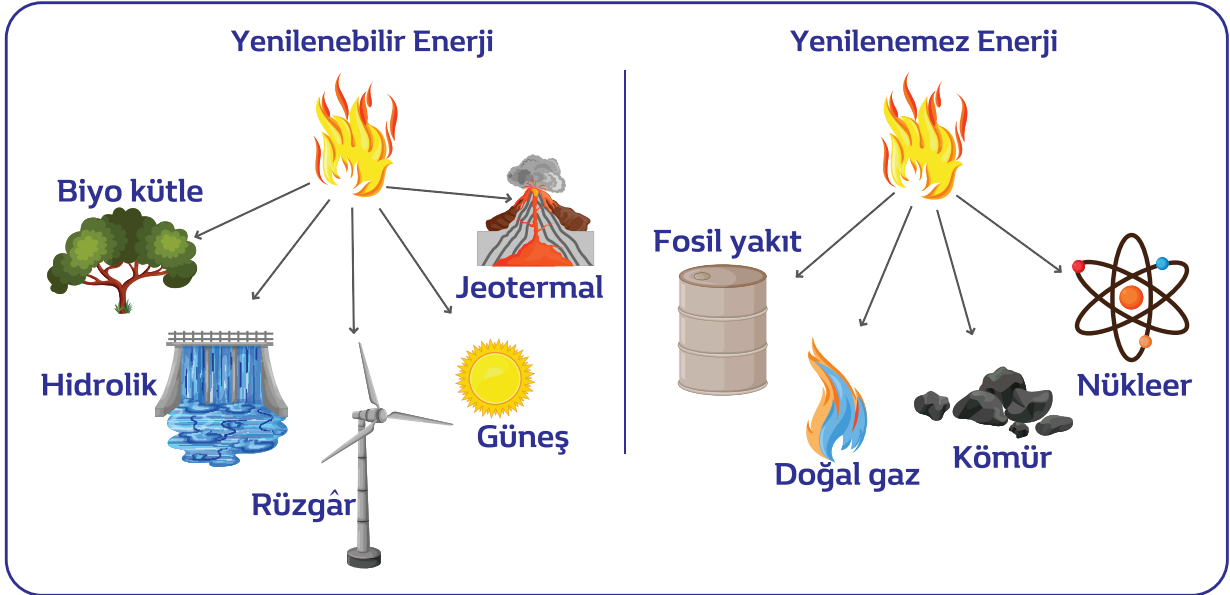 Yenilenebilir Enerji
Biyo kütle
Hidrolik
Rüzgâr
Güneş
Jeotermal
Yenilenemez Enerji
Fosil yakıt
Doğal gaz
Kömür
Nükleer